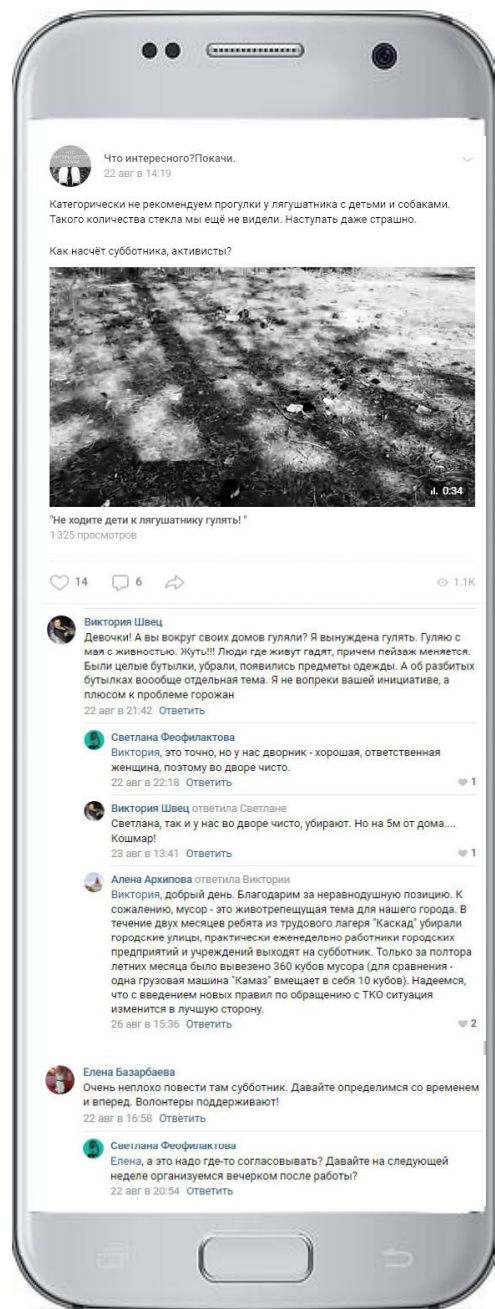 Что интересного?Покачи.
22 авг в 14:19
Категорически не рекомендуем прогулки у лягушатника с детьми и собаками.
Такого количества стекла мы ещё не видели. Наступать даже страшно.
Как насчёт субботника, активисты?
0:34
"Не ходите дети к лягушатнику гулять! "
1 325 просмотров
14 6 1.1K
Виктория Швец
Девочки! А вы вокруг своих домов гуляли? Я вынуждена гулять. Гуляю с
мая с живностью. Жуть!!! Люди где живут гадят, причем пейзаж меняется.
Были целые бутылки, убрали, появились предметы одежды. А об разбитых
бутылках воообще отдельная тема. Я не вопреки вашей инициативе, а
плюсом к проблеме горожан
22 авг в 21:42 Ответить
Светлана Феофилактова
Виктория, это точно, но у нас дворник - хорошая, ответственная
женщина, поэтому во дворе чисто.
22 авг в 22:18 Ответить 1
Виктория Швец ответила Светлане
Светлана, так и у нас во дворе чисто, убирают. Но на 5м от дома....
Кошмар!
23 авг в 13:41 Ответить 1
Алена Архипова ответила Виктории
Виктория, добрый день. Благодарим за неравнодушную позицию. К
сожалению, мусор - это животрепещущая тема для нашего города. В
течение двух месяцев ребята из трудового лагеря "Каскад" убирали
городские улицы, практически еженедельно работники городских
предприятий и учреждений выходят на субботник. Только за полтора
летних месяца было вывезено 360 кубов мусора (для сравнения -
одна грузовая машина "Камаз" вмещает в себя 10 кубов). Надеемся,
что с введением новых правил по обращению с ТКО ситуация
изменится в лучшую сторону.
26 авг в 15:36 Ответить 2
Елена Базарбаева
Очень неплохо повести там субботник. Давайте определимся со временем
и вперед. Волонтеры поддерживают!
22 авг в 16:58 Ответить
Светлана Феофилактова
Елена, а это надо где-то согласовывать? Давайте на следующей
неделе организуемся вечерком после работы?
22 авг в 20:54 Ответить